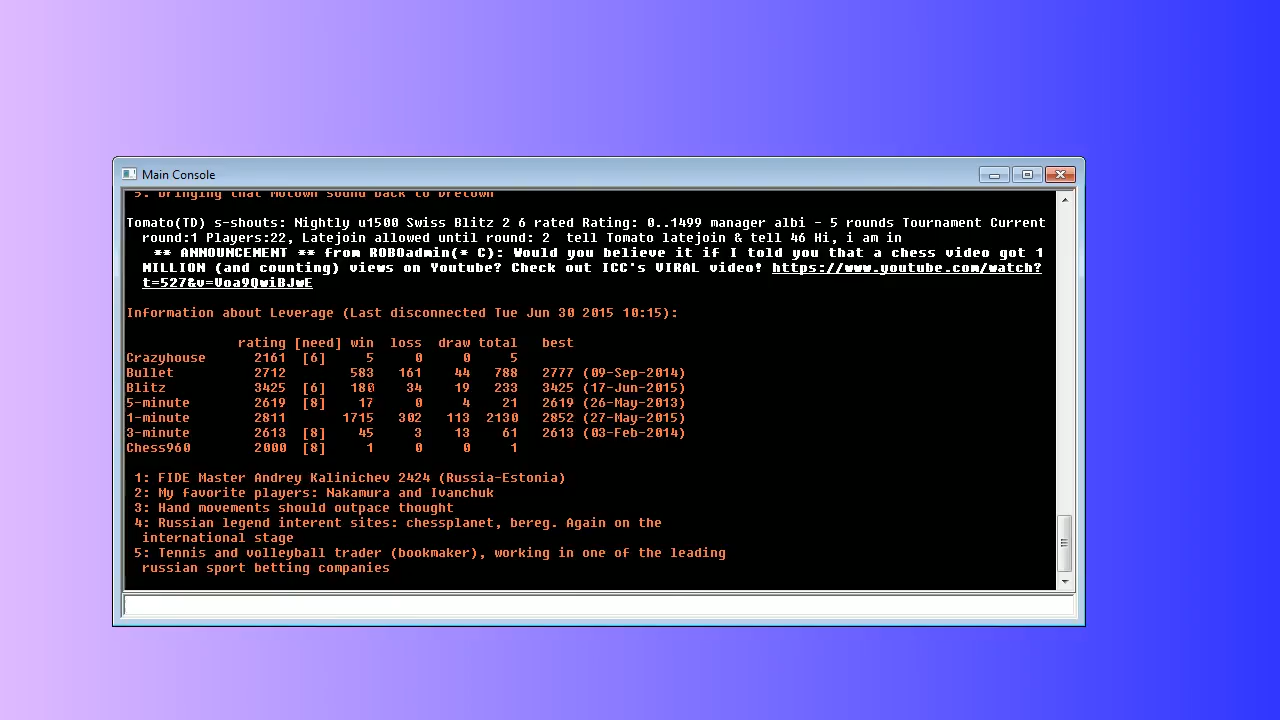 Main Console
5: Bringing that Motown sound back to Dretown
Tomato(TD) s-shouts: Nightly u1500 Swiss Blitz 2 6 rated Rating: 0..1499 manager albi - 5 rounds Tournament Current
round:1 Players:22, Latejoin allowed until round: 2 tell Tomato latejoin & tell 46 Hi, i am in
** ANNOUNCEMENT ** from ROBOadmin(* C): Would you believe it if I told you that a chess video got 1
MILLION (and counting) views on Youtube? Check out ICC's VIRAL video! https://www.youtube.com/watch?
t=527&v=Voa9QwiBJwE
Information about Leverage (Last disconnected Tue Jun 30 2015 10:15):
rating [need] win loss draw total best
Crazyhouse 2161 [6] 5 0 0 5
Bullet 2712 583 161 44 788 2777 (09-Sep-2014)
Blitz 3425 [6] 180 34 19 233 3425 (17-Jun-2015)
5-minute 2619 [8] 17 0 4 21 2619 (26-May-2013)
1-minute 2811 1715 302 113 2130 2852 (27-May-2015)
3-minute 2613 [8] 45 3 13 61 2613 (03-Feb-2014)
Chess960 2000 [8] 1 0 0 1
1: FIDE Master Andrey Kalinichev 2424 (Russia-Estonia)
2: My favorite players: Nakamura and Ivanchuk
3: Hand movements should outpace thought
4: Russian legend interent sites: chessplanet, bereg. Again on the
international stage
5: Tennis and volleyball trader (bookmaker), working in one of the leading
russian sport betting companies